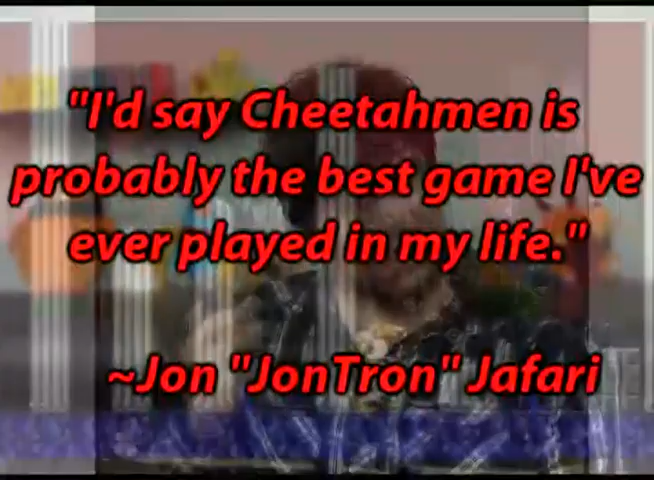 "I'd say Cheetahmen is
probably the best game I've
ever played in my life."
~Jon "JonTron" Jafari